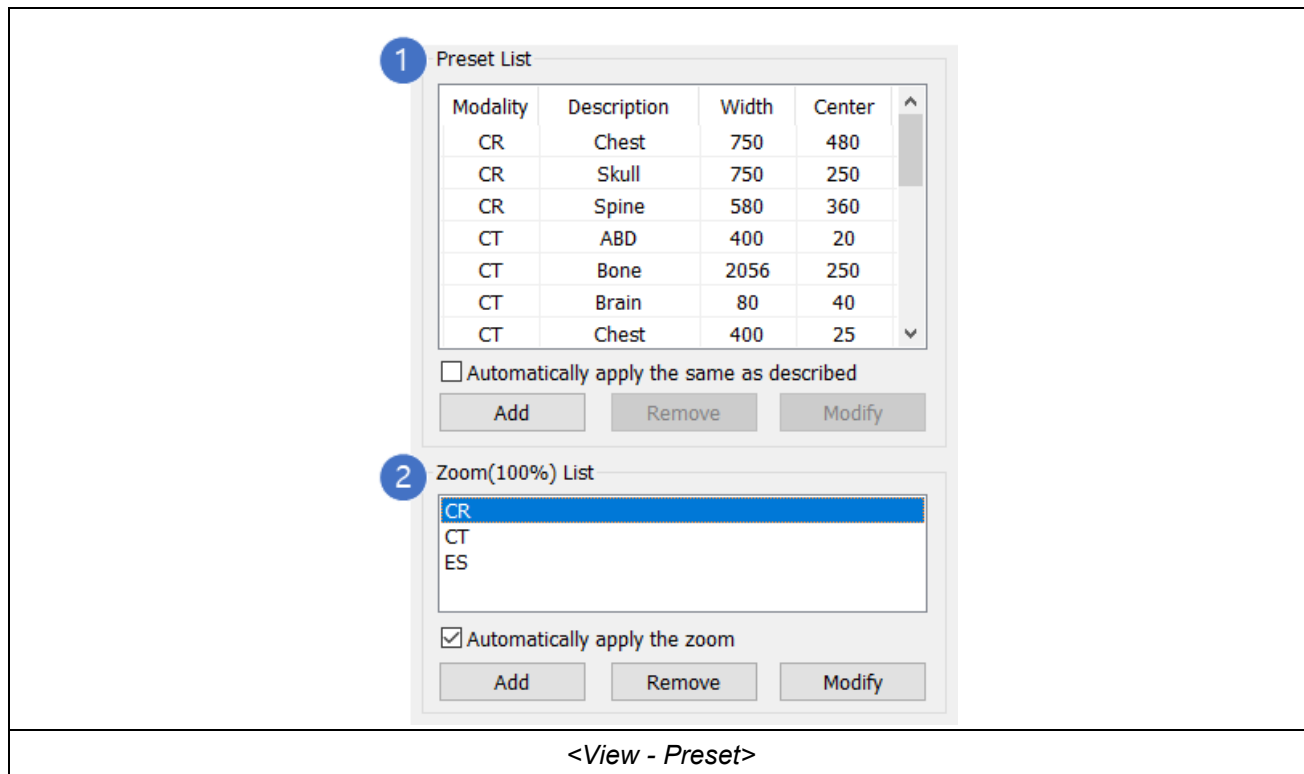 1 Preset List
Modality Description Width Center
CR Chest 750 480
CR Skull 750 250
CR Spine 580 360
CT ABD 400 20
CT Bone 2056 250
CT Brain 80 40
CT Chest 400 25
Automatically apply the same as described
Add Remove Modify
2 Zoom(100%) List
CR
CT
ES
Automatically apply the zoom
Add Remove Modify
<View - Preset>